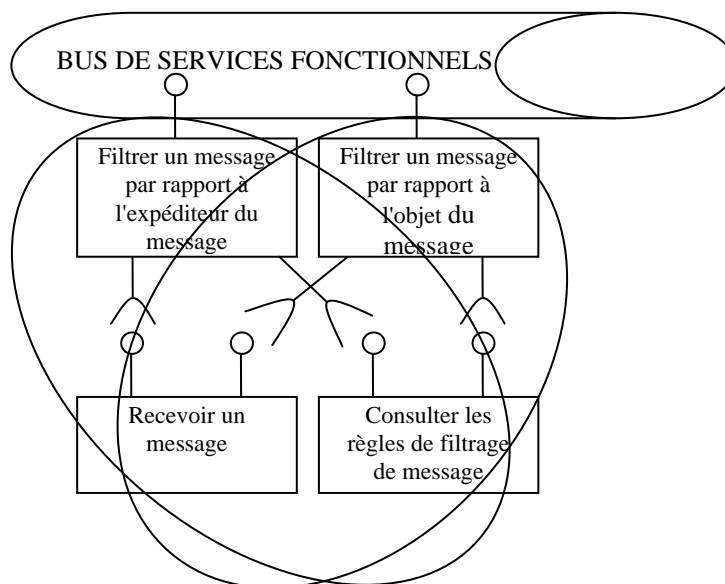 BUS DE SERVICES FONCTIONNELS
Filtrer un message
par rapport à
l'expéditeur du
message
Filtrer un message
par rapport à
l'objet du
message
Recevoir un
message
Consulter les
règles de filtrage
de message